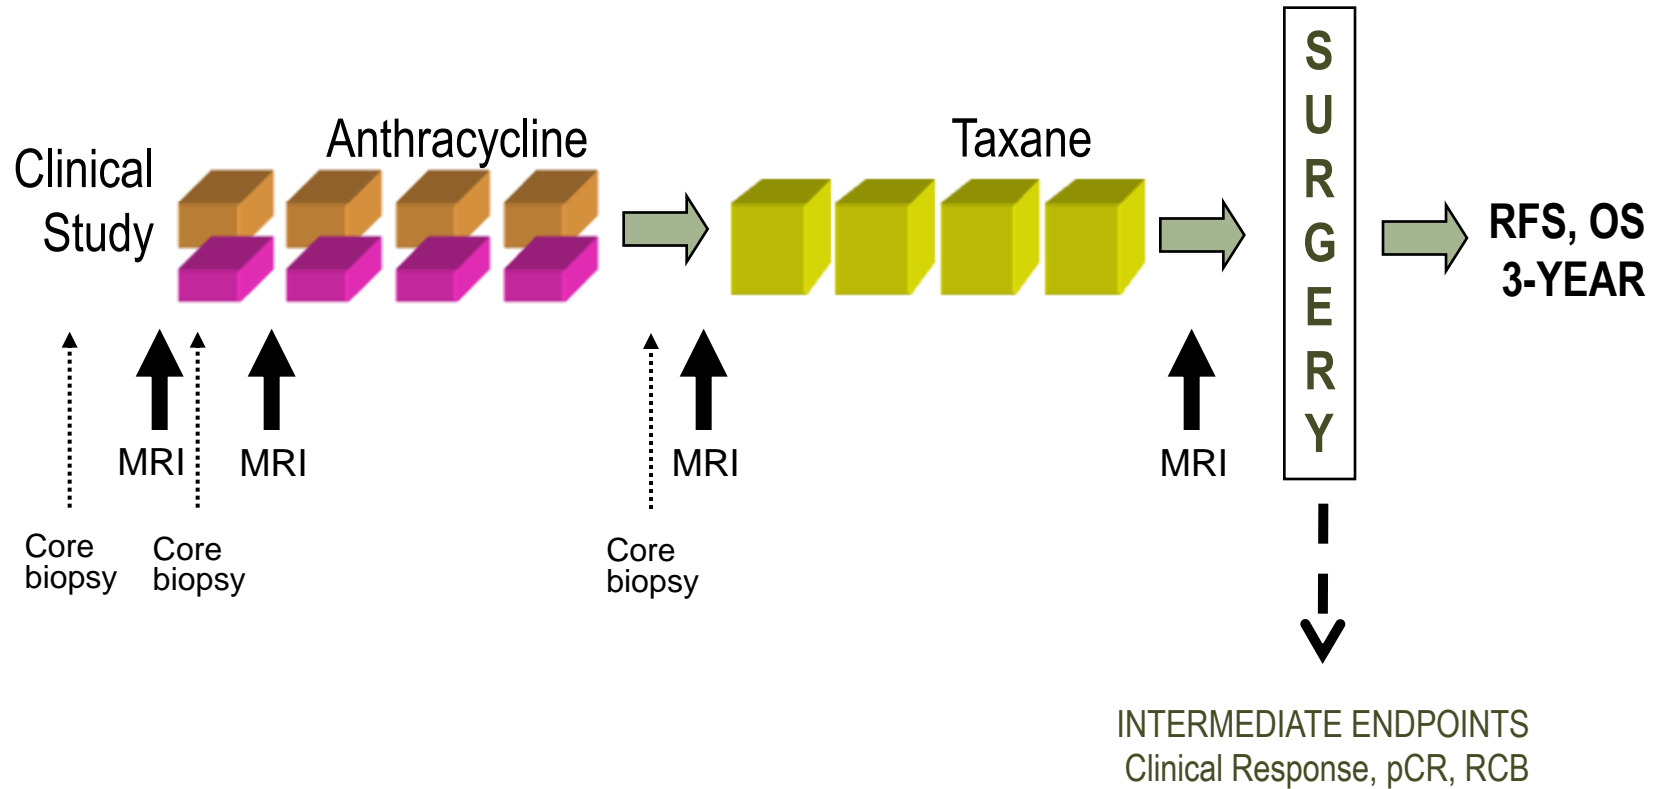 Clinical
Study
Anthracycline
Taxane
S
U
R
G
E
R
Y
RFS, OS
3-YEAR
MRI
MRI
MRI
MRI
Core
biopsy
Core
biopsy
Core
biopsy
INTERMEDIATE ENDPOINTS
Clinical Response, pCR, RCB